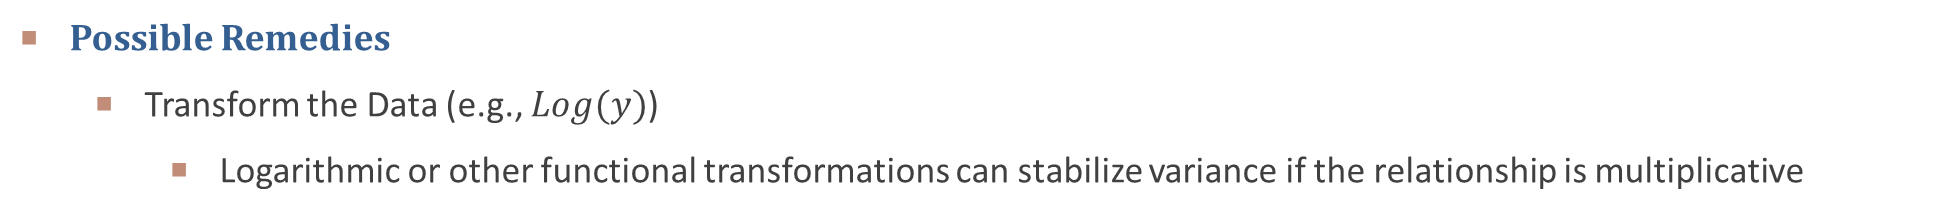 Possible Remedies
Transform the Data (e.g., Log(y))
Logarithmic or other functional transformations can stabilize variance if the relationship is multiplicative